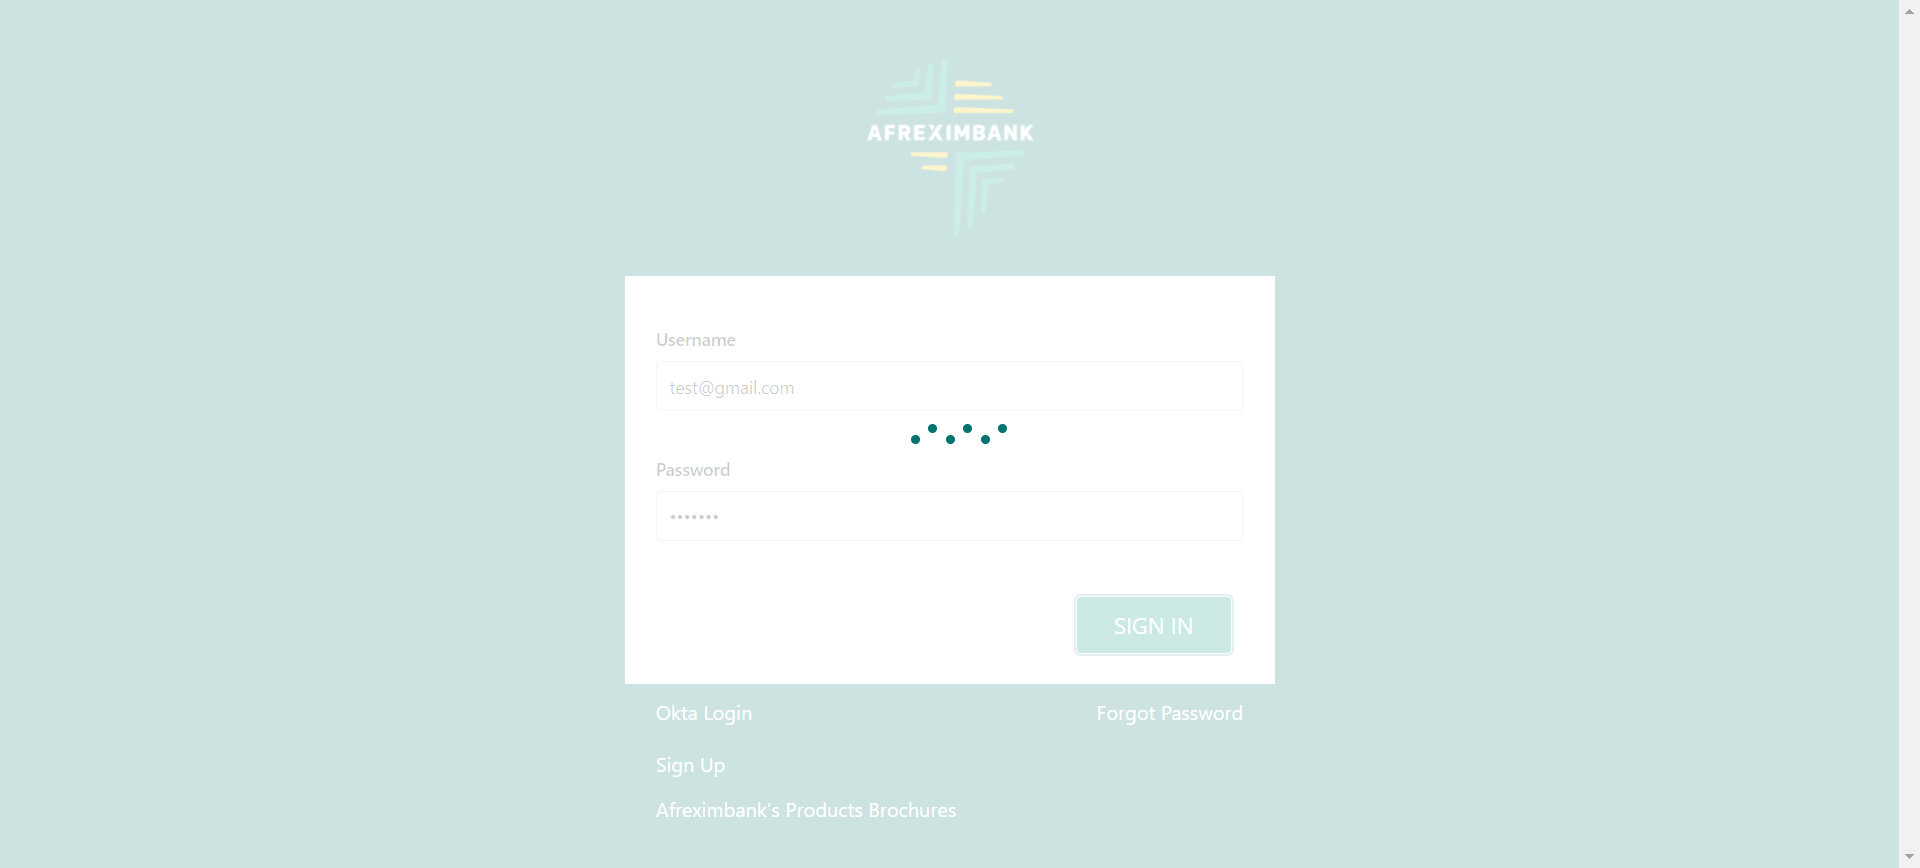 AFREXIMBANK
Username
test@gmail.com
Password
•••••••
SIGN IN
Okta Login
Forgot Password
Sign Up
Afreximbank's Products Brochures